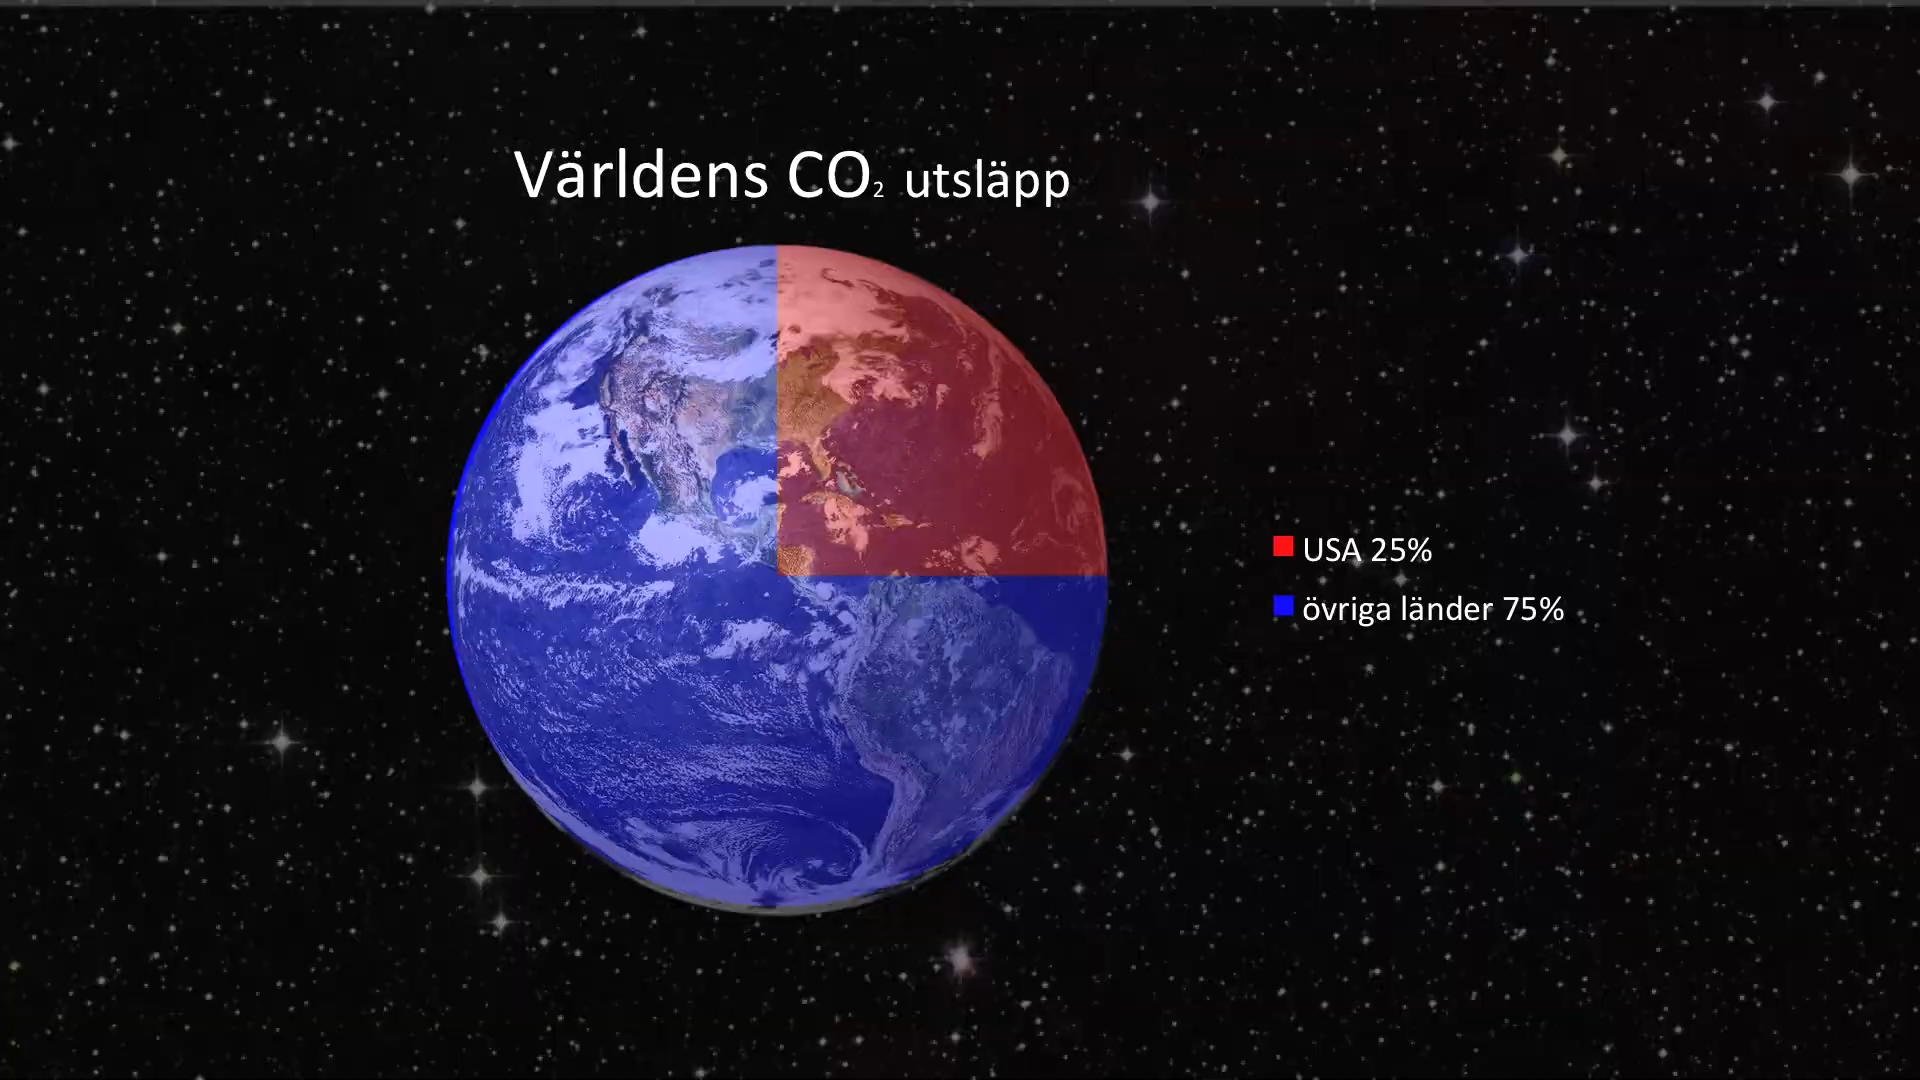 Världens CO₂ utsläpp
USA 25%
övriga länder 75%